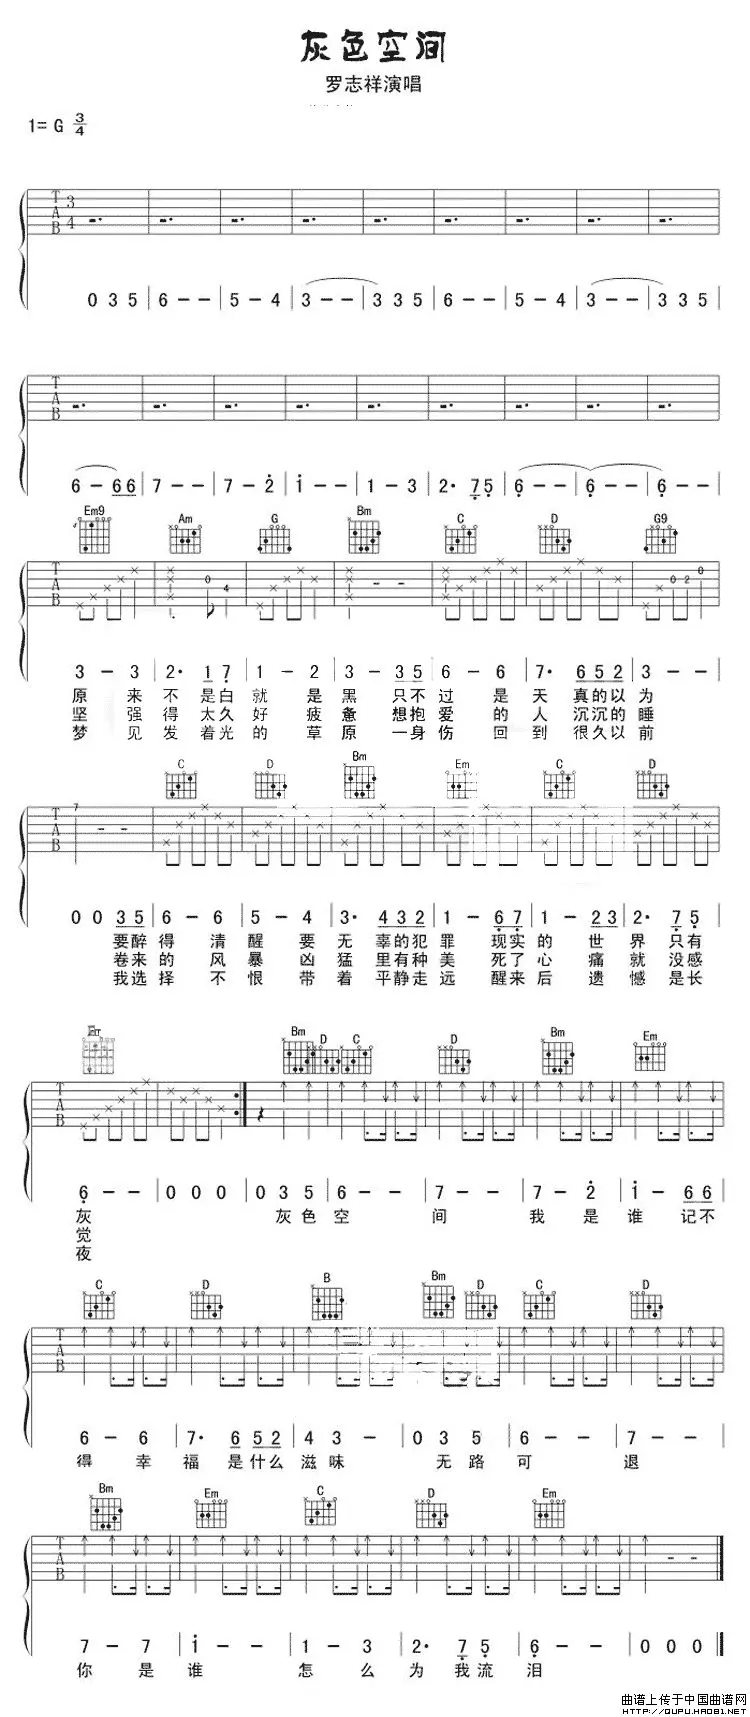 灰色空间
罗志祥演唱
1= G 3/4
T A B 3/4
0 3 5 | 6 - - | 5 - 4 | 3 - - | 3 3 5 | 6 - - | 5 - 4 | 3 - - | 3 3 5
T A B
6 - 6 6 | 7 - - | 7 - 2 | 1 - - | 1 - 3 | 2· 7 5 | 6 - - | 6 - - | 6 - -
Em9 Am G Bm C D G9
T A B 0 4 0 2 0
3 - 3 | 2· 1 7 | 1 - 2 | 3 - 3 5 | 6 - 6 | 7· 6 5 2 | 3 - -
原来不是白就是黑只不过是天真的以为
坚强得太久好疲惫想抱爱的人沉沉的睡
梦见发着光的草原一身伤回到很久以前
C D Bm Em C D
T A B 7
0 0 3 5 | 6 - 6 | 5 - 4 | 3· 4 3 2 | 1 - 6 7 | 1 - 2 3 | 2· 7 5
要醉得清醒要无辜的犯罪现实的世界只有
卷来的风暴凶猛里有种美死了心痛就没感
我选择不恨带着平静走远醒来后遗憾是长
Bm D C D Bm Em
T A B
6 - - | 0 0 0 | 0 3 5 | 6 - - | 7 - - | 7 - 2 | 1 - 6 6
灰 灰色空间我是谁记不
觉
夜
C D B Bm D C D
T A B
6 - 6 | 7· 6 5 2 | 4 3 - | 0 3 5 | 6 - - | 7 - -
得幸福是什么滋味无路可退
Bm Em C D Em
T A B
7 - 7 | 1 - - | 1 - 3 | 2· 7 5 | 6 - - | 0 0 0
你是谁怎么为我流泪
曲谱上传于中国曲谱网
HTTP://QUPU.HAO81.NET